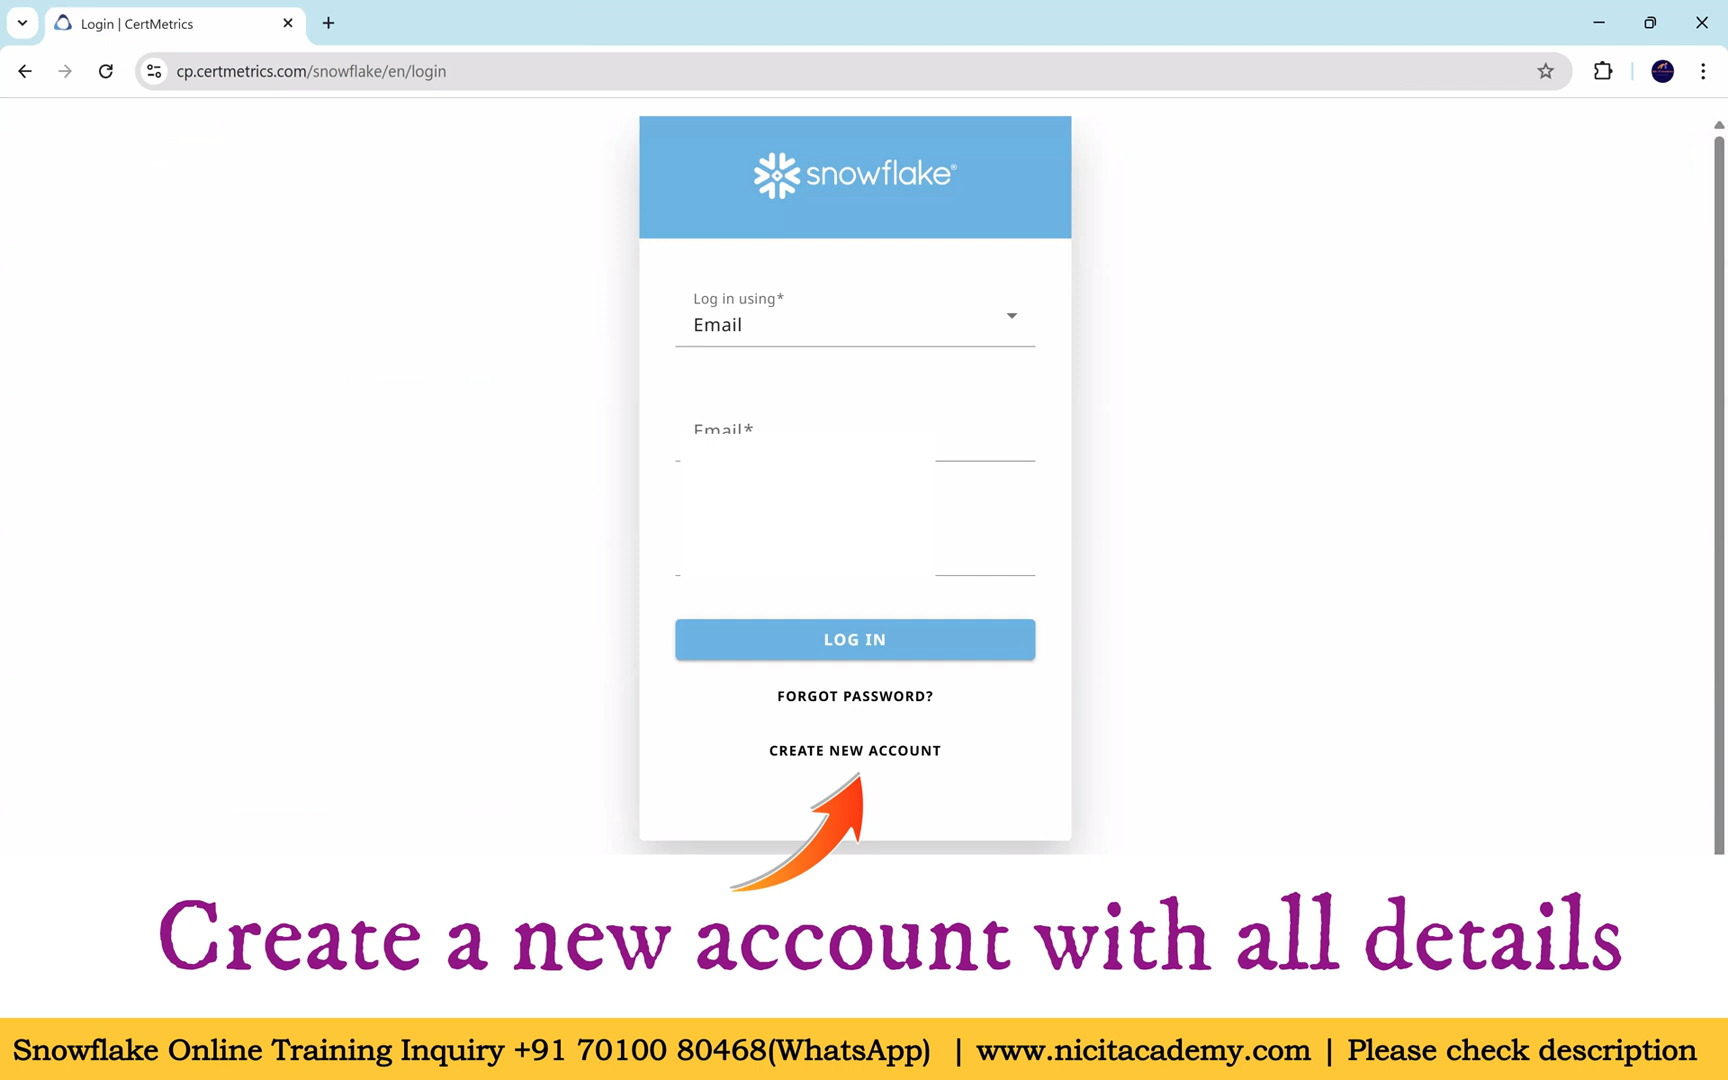 Login | CertMetrics
cp.certmetrics.com/snowflake/en/login
snowflake®
Log in using*
Email
Email*
LOG IN
FORGOT PASSWORD?
CREATE NEW ACCOUNT
Create a new account with all details
Snowflake Online Training Inquiry +91 70100 80468(WhatsApp) | www.nicitacademy.com | Please check description